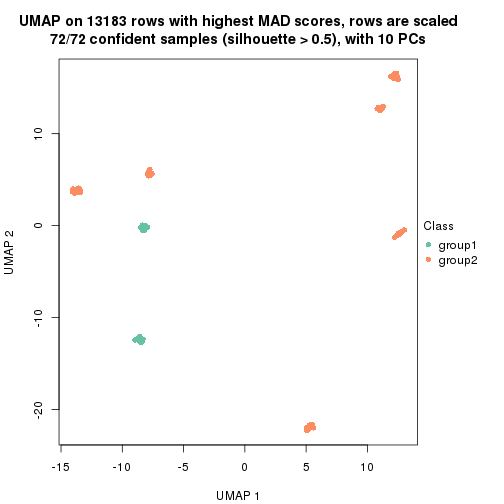 UMAP on 13183 rows with highest MAD scores, rows are scaled
72/72 confident samples (silhouette > 0.5), with 10 PCs
10
0
-10
-20
UMAP 2
Class
group1
group2
-15
-10
-5
0
5
10
UMAP 1